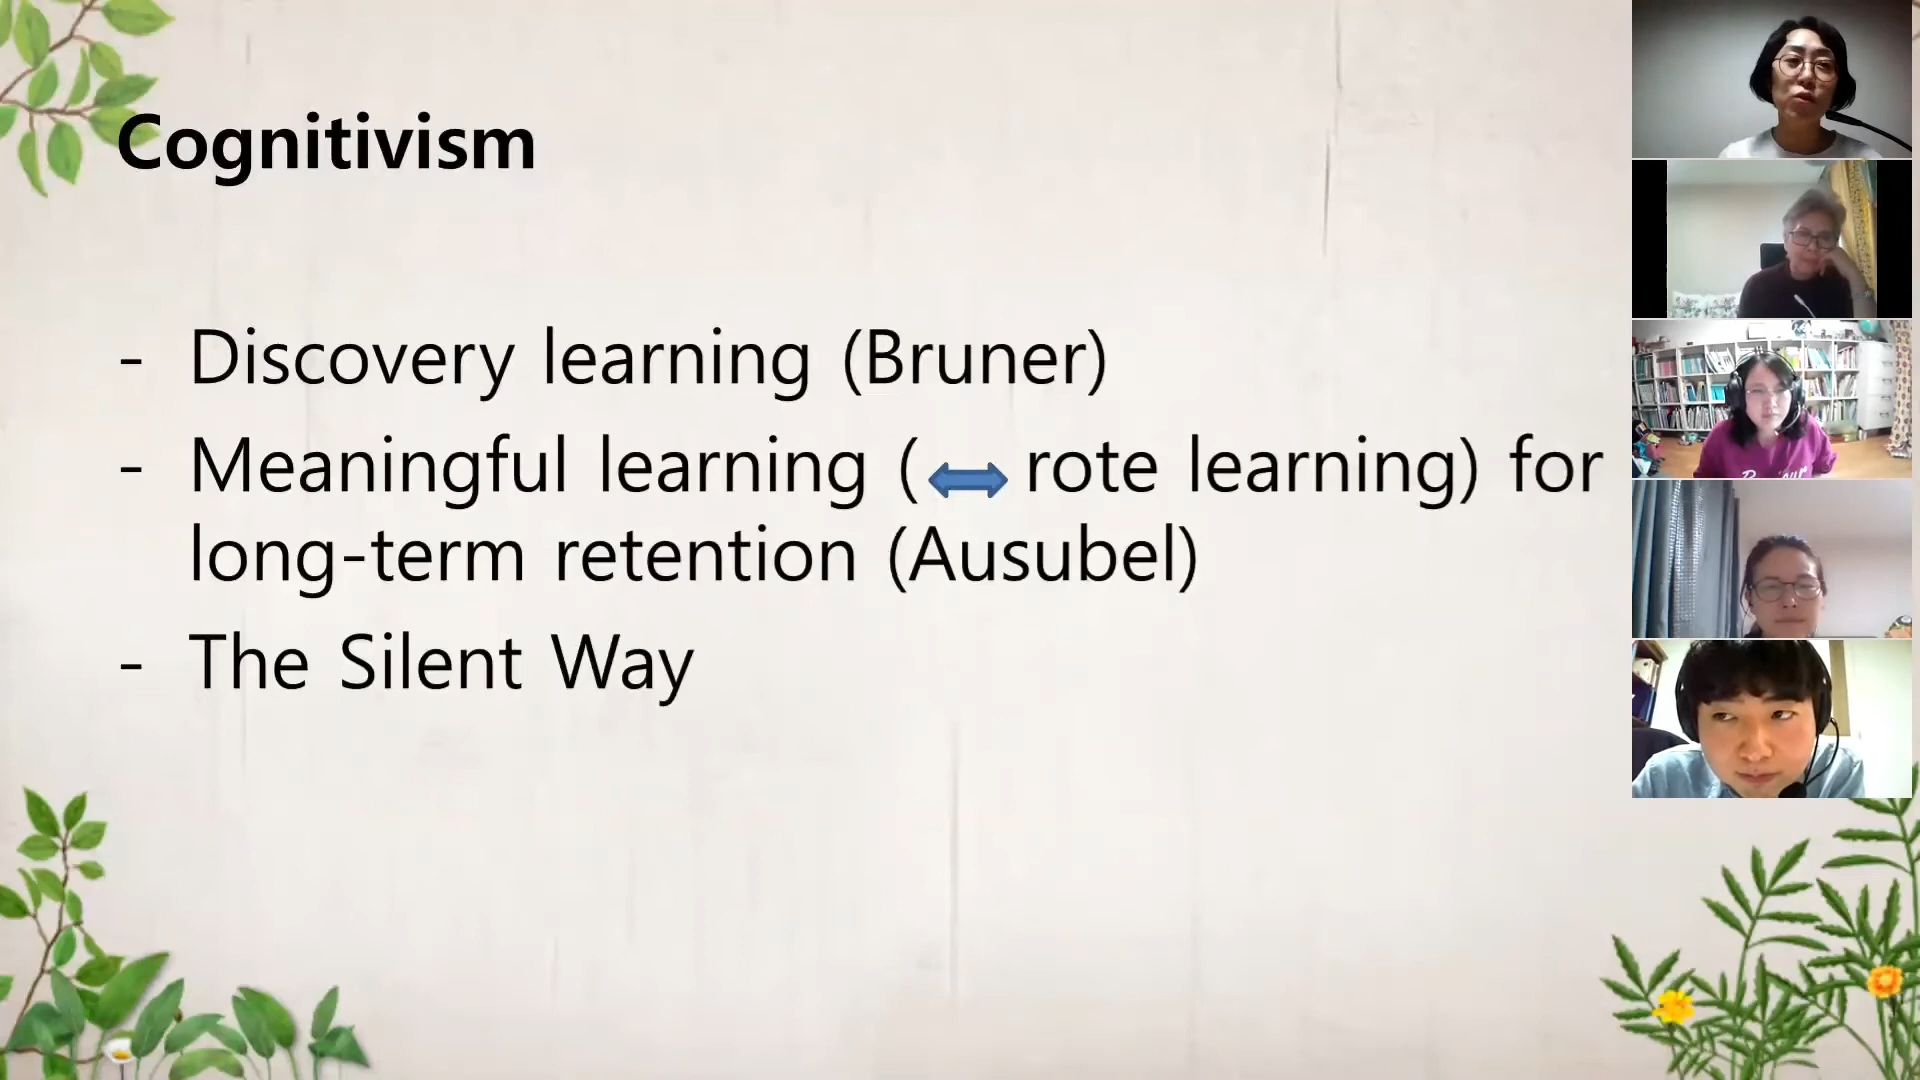 Cognitivism
- Discovery learning (Bruner)
- Meaningful learning ( rote learning) for
long-term retention (Ausubel)
- The Silent Way